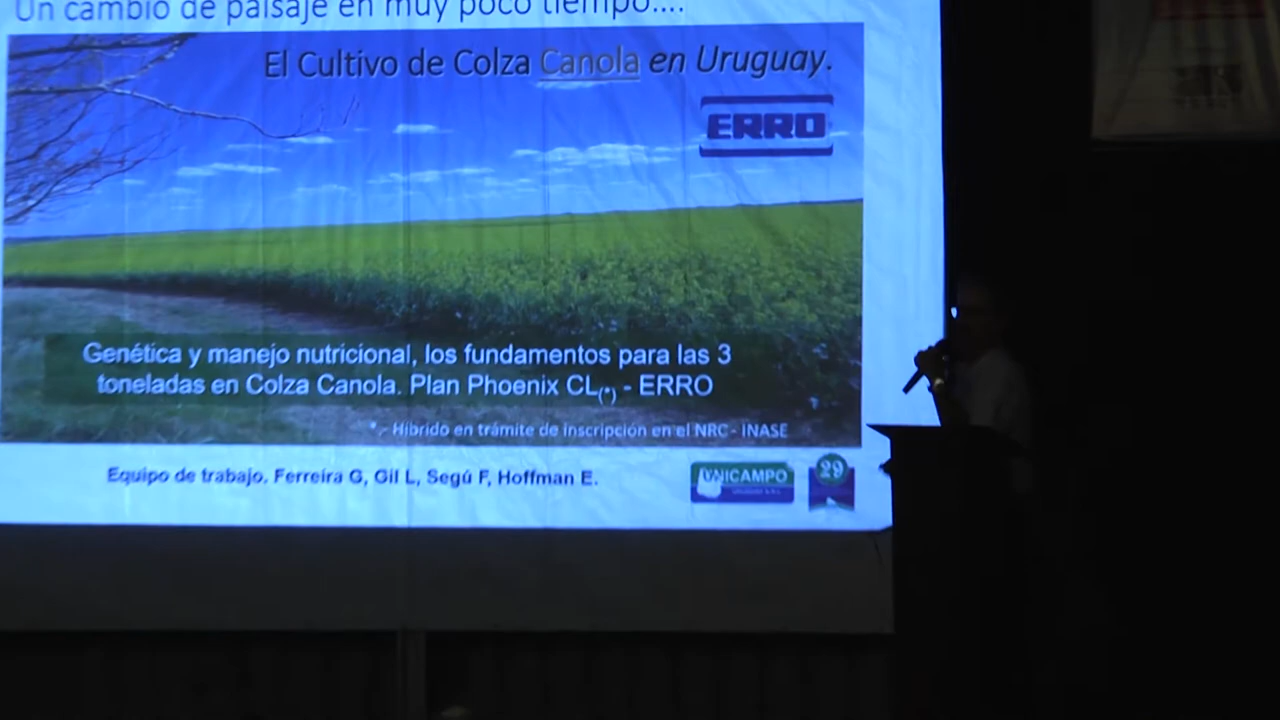 Un cambio de paisaje en muy poco tiempo....
El Cultivo de Colza Canola en Uruguay.
ERRO
Genética y manejo nutricional, los fundamentos para las 3
toneladas en Colza Canola. Plan Phoenix CL(*) - ERRO
*.- Híbrido en trámite de inscripción en el NRC - INASE
Equipo de trabajo. Ferreira G, Gil L, Segú F, Hoffman E.
UNICAMPO
29